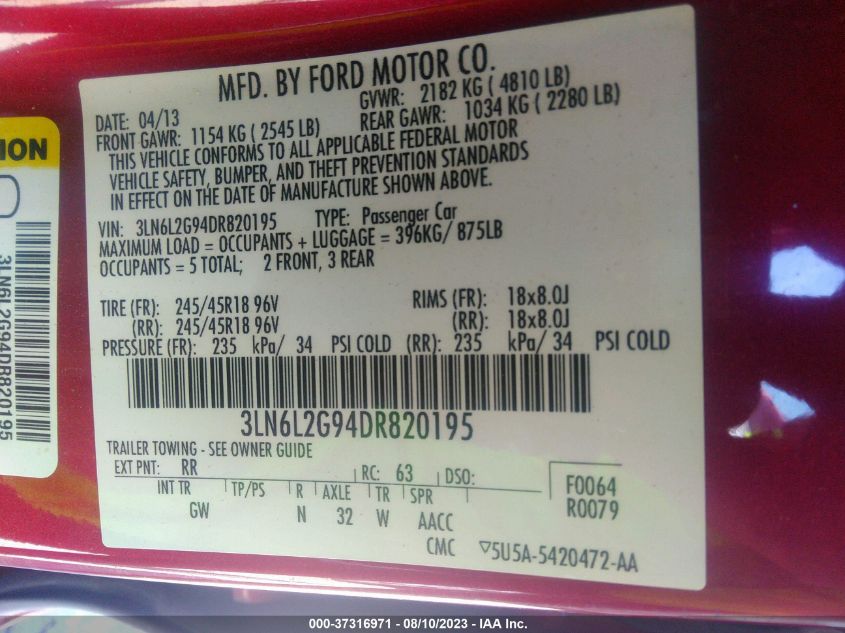 MFD. BY FORD MOTOR CO.
DATE: 04/13 GVWR: 2182 KG ( 4810 LB)
FRONT GAWR: 1154 KG ( 2545 LB) REAR GAWR: 1034 KG ( 2280 LB)
THIS VEHICLE CONFORMS TO ALL APPLICABLE FEDERAL MOTOR
VEHICLE SAFETY, BUMPER, AND THEFT PREVENTION STANDARDS
IN EFFECT ON THE DATE OF MANUFACTURE SHOWN ABOVE.
VIN: 3LN6L2G94DR820195 TYPE: Passenger Car
MAXIMUM LOAD = OCCUPANTS + LUGGAGE = 396KG/ 875LB
OCCUPANTS = 5 TOTAL; 2 FRONT, 3 REAR
TIRE (FR): 245/45R18 96V RIMS (FR): 18x8.0J
(RR): 245/45R18 96V (RR): 18x8.0J
PRESSURE (FR): 235 kPa/ 34 PSI COLD (RR): 235 kPa/ 34 PSI COLD
3LN6L2G94DR820195
TRAILER TOWING - SEE OWNER GUIDE
EXT PNT: RR RC: 63 DSO:
INT TR TP/PS R AXLE TR SPR
GW N 32 W AACC
F0064
R0079
CMC ▽5U5A-5420472-AA
ION
3LN6L2G94DR820195
000-37316971 — 08/10/2023 — IAA Inc.